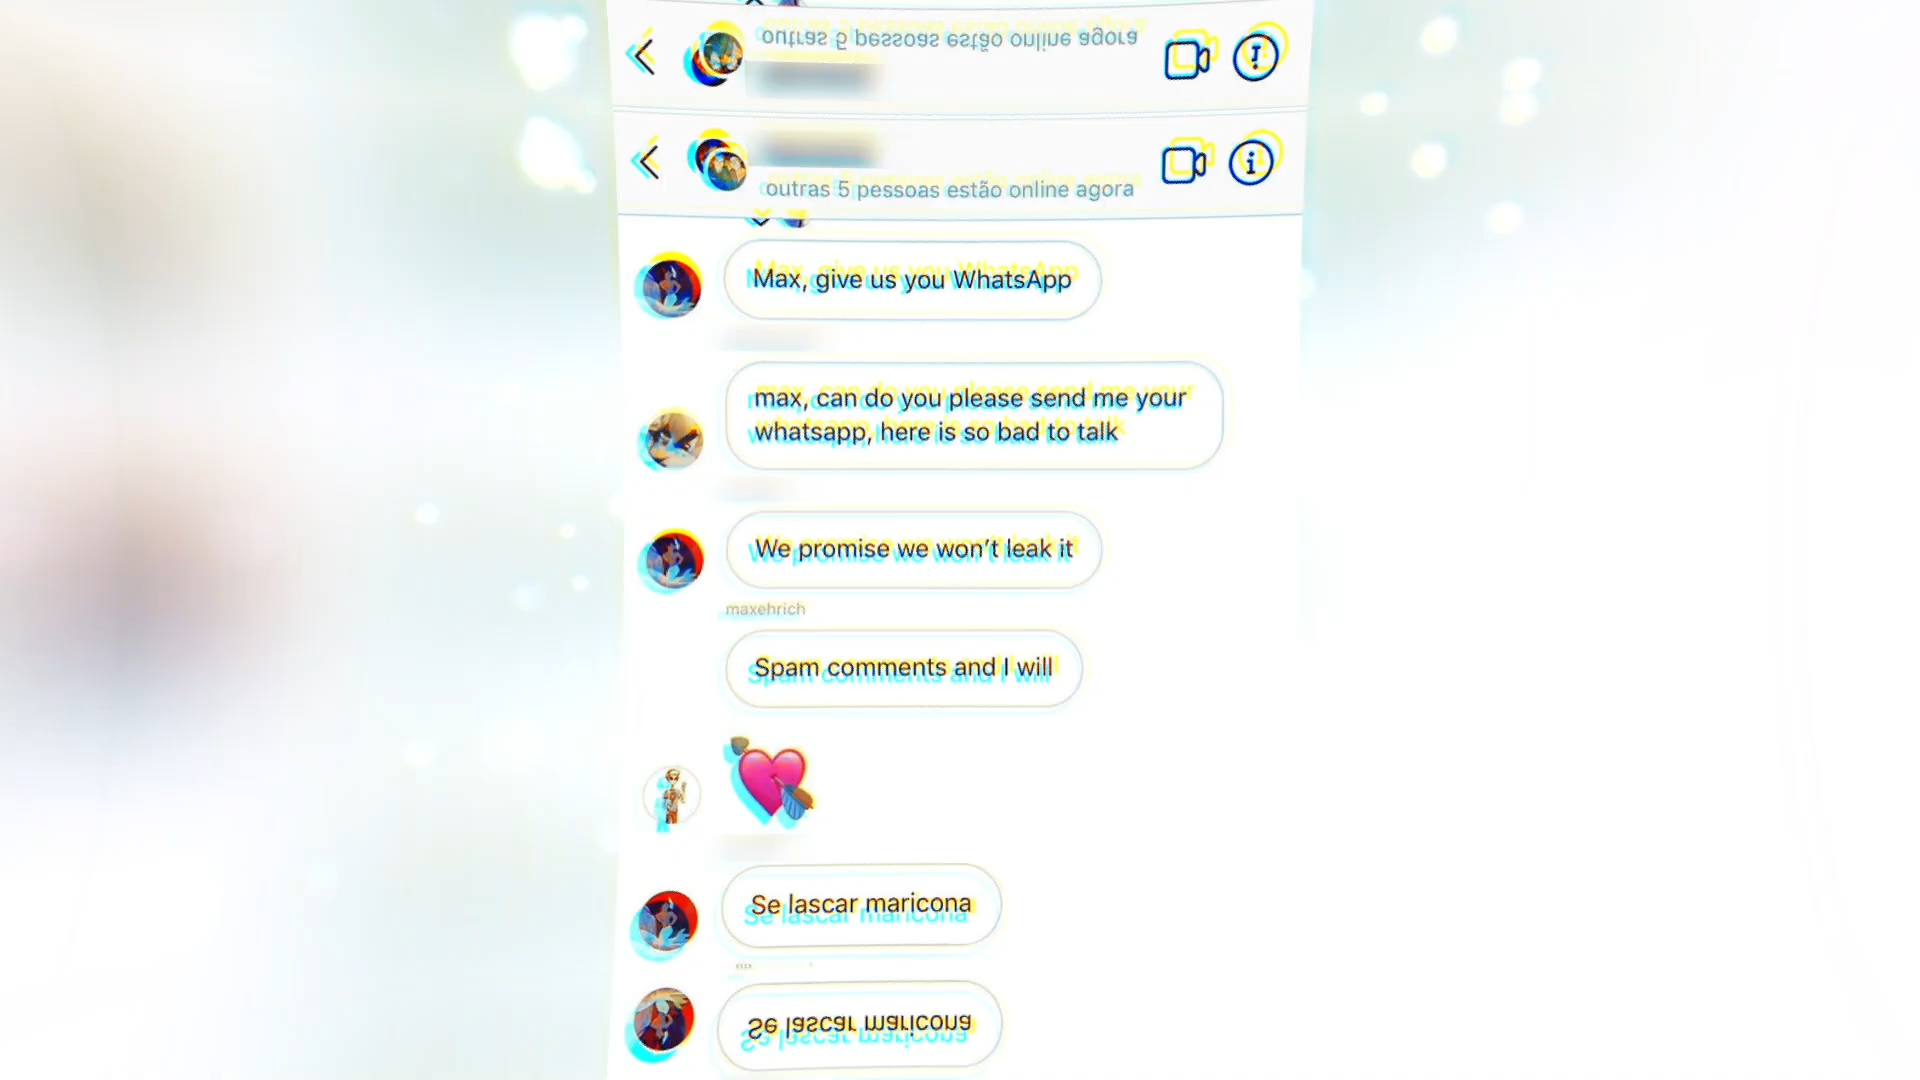 outras 5 pessoas estão online agora
outras 5 pessoas estão online agora
Max, give us you WhatsApp
max, can do you please send me your
whatsapp, here is so bad to talk
We promise we won’t leak it
maxehrich
Spam comments and I will
Se lascar maricona
Se lascar maricona